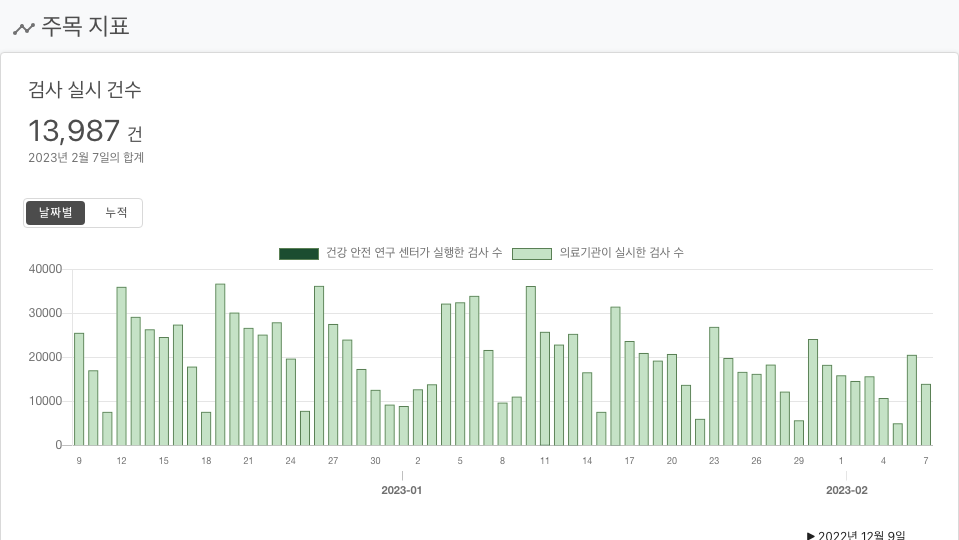 주목 지표
검사 실시 건수
13,987 건
2023년 2월 7일의 합계
날짜별 누적
건강 안전 연구 센터가 실행한 검사 수 의료기관이 실시한 검사 수
40000
30000
20000
10000
0
9 12 15 18 21 24 27 30 2 5 8 11 14 17 20 23 26 29 1 4 7
2023-01 2023-02
▶ 2022년 12월 9일